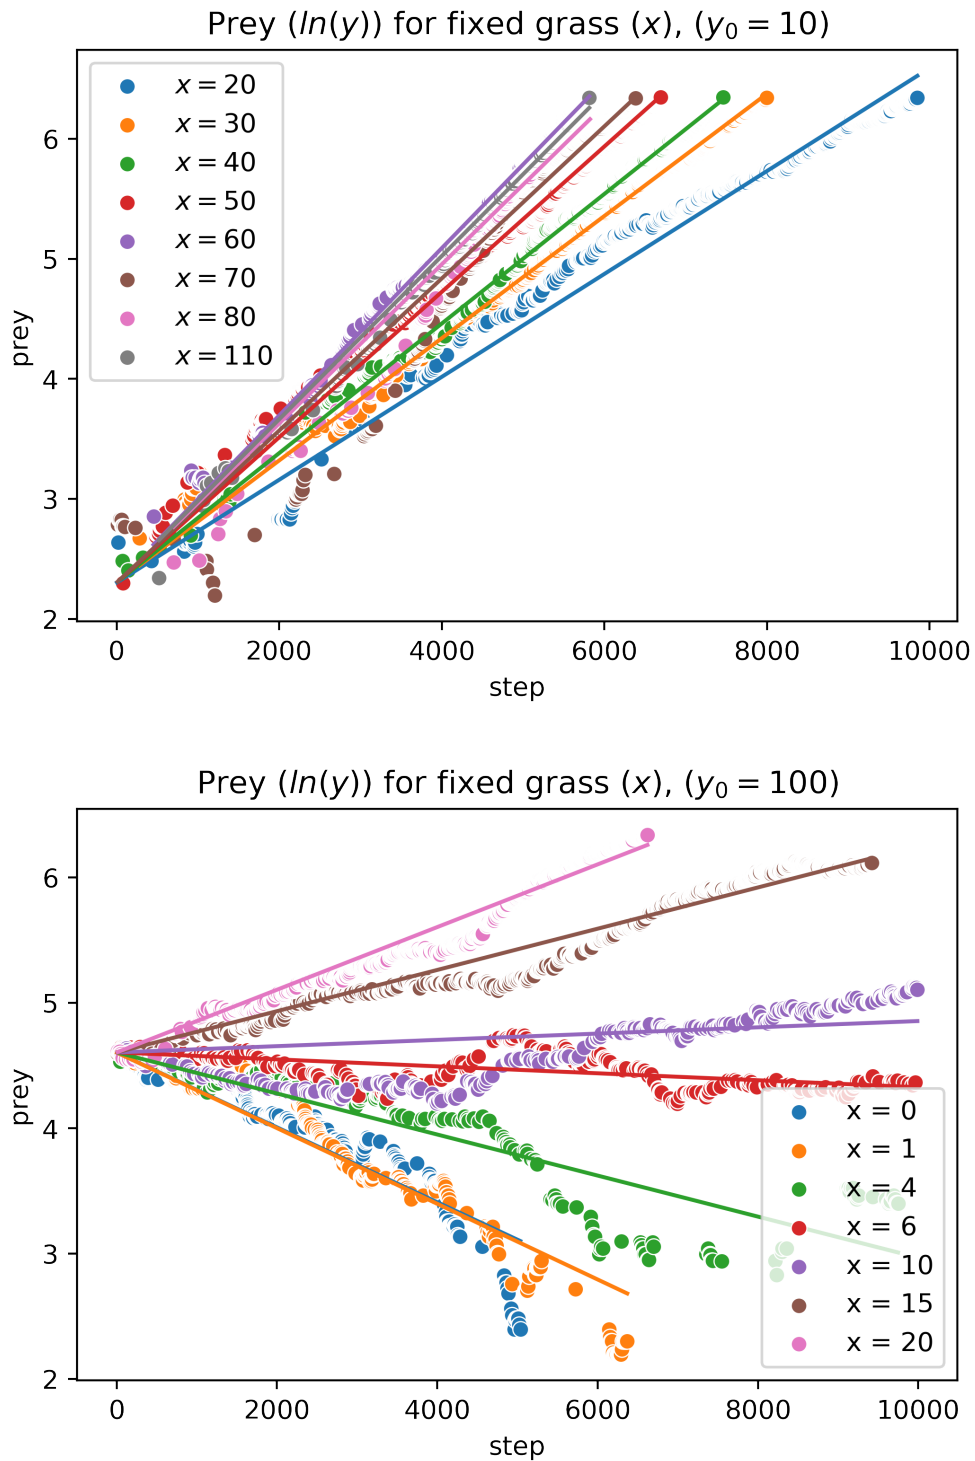 Prey (ln(y)) for fixed grass (x), (y₀ = 10)
x = 20
x = 30
x = 40
x = 50
x = 60
x = 70
x = 80
x = 110
prey
6
5
4
3
2
0 2000 4000 6000 8000 10000
step
Prey (ln(y)) for fixed grass (x), (y₀ = 100)
prey
6
5
4
3
2
x = 0
x = 1
x = 4
x = 6
x = 10
x = 15
x = 20
0 2000 4000 6000 8000 10000
step